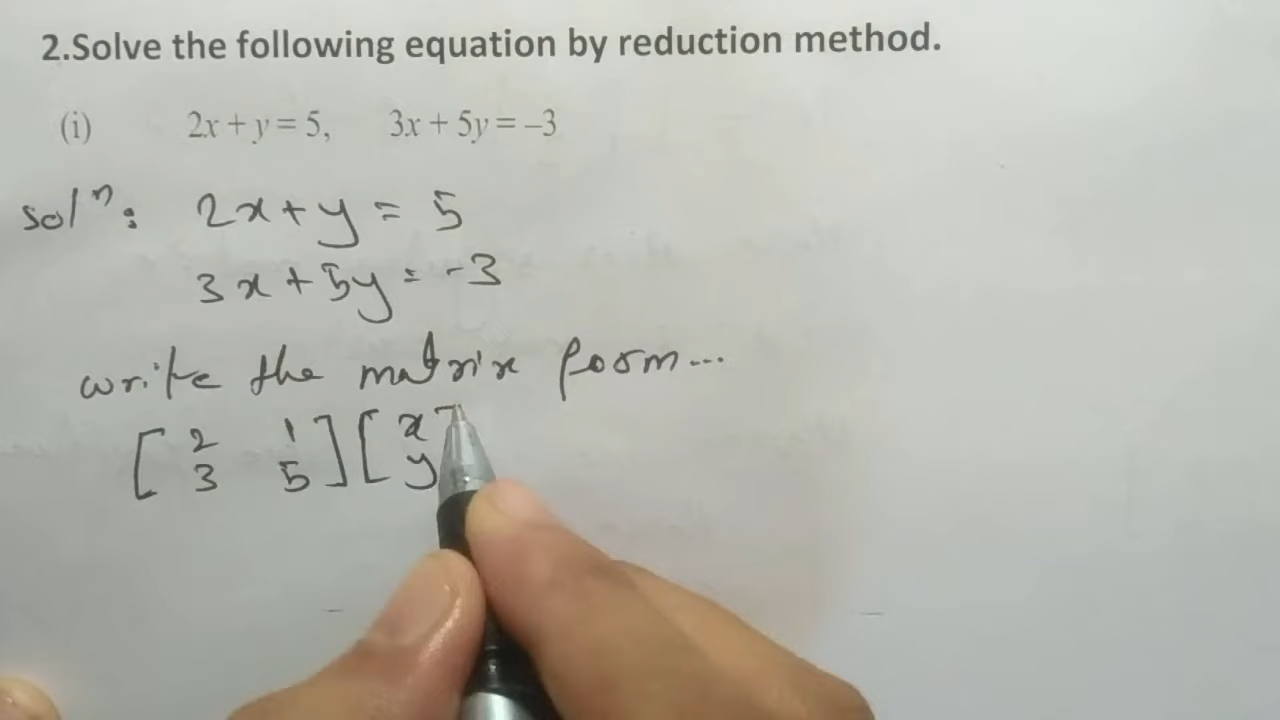 2.Solve the following equation by reduction method.
(i) 2x + y = 5, 3x + 5y = –3
Solⁿ: 2x + y = 5
3x + 5y = -3
write the matrix form...
[ 2 1 ] [ x ]
[ 3 5 ] [ y